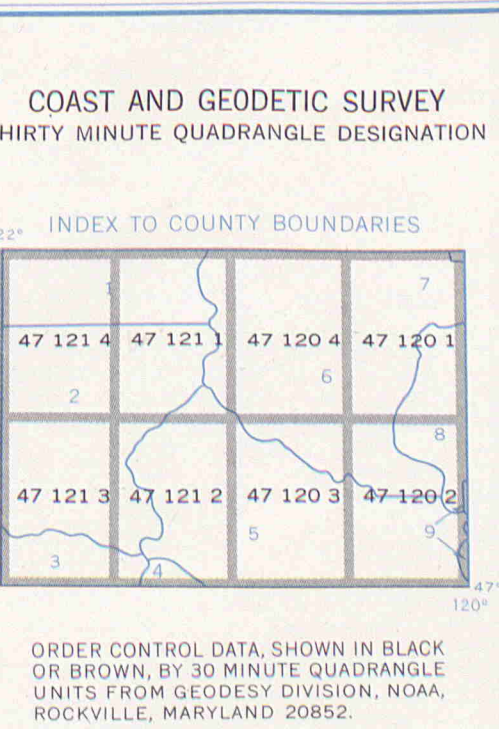 COAST AND GEODETIC SURVEY
HIRTY MINUTE QUADRANGLE DESIGNATION
INDEX TO COUNTY BOUNDARIES
22°
1
7
47 121 4 47 121 1 47 120 4 47 120 1
6
2
8
47 121 3 47 121 2 47 120 3 47 120 2
5
9
3
4
47°
120°
ORDER CONTROL DATA, SHOWN IN BLACK
OR BROWN, BY 30 MINUTE QUADRANGLE
UNITS FROM GEODESY DIVISION, NOAA,
ROCKVILLE, MARYLAND 20852.